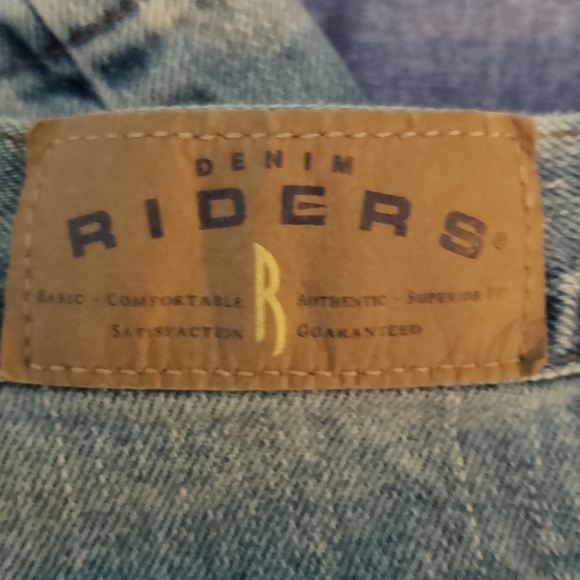 DENIM
RIDERS®
BASIC · COMFORTABLE R AUTHENTIC · SUPERIOR FIT
SATISFACTION GUARANTEED